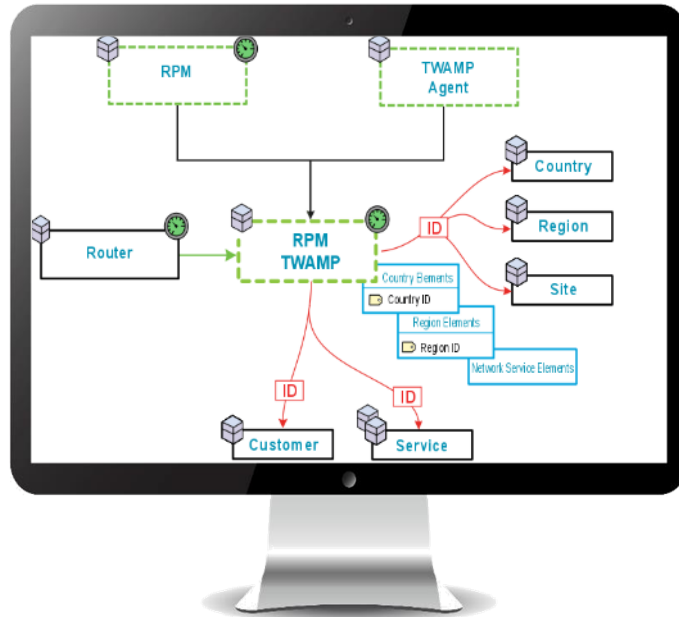 RPM
TWAMP
Agent
Country
ID
Region
Router
RPM
TWAMP
Site
Country Elements
Country ID
Region Elements
Region ID
Network Service Elements
ID
ID
Customer
Service